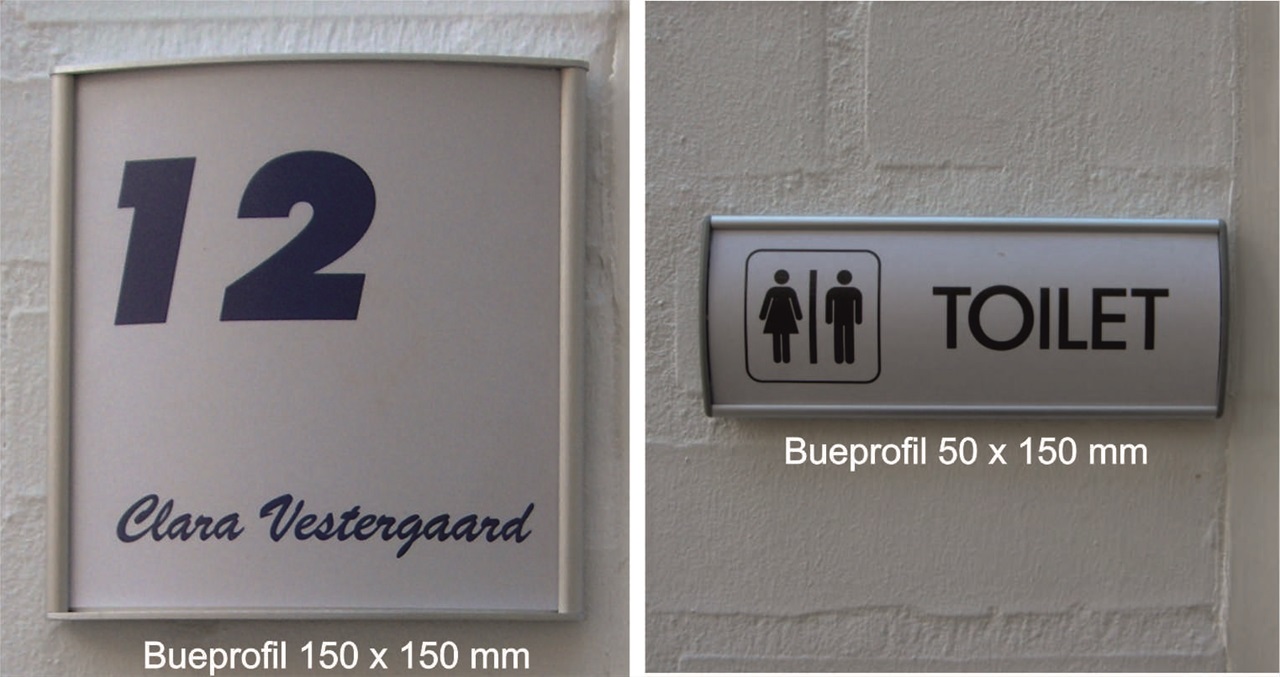 12
Clara Vestergaard
Bueprofil 150 x 150 mm
TOILET
Bueprofil 50 x 150 mm